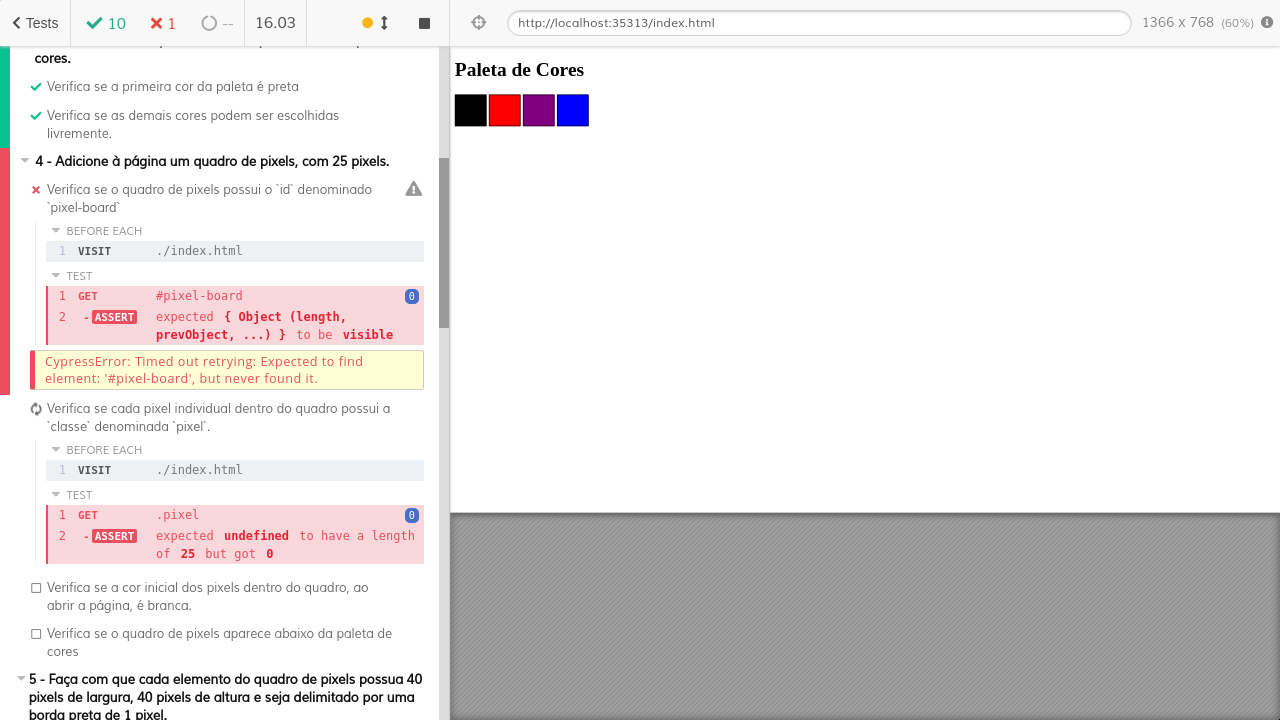 Tests 10 1 -- 16.03
http://localhost:35313/index.html 1366 x 768 (60%)
cores.
Verifica se a primeira cor da paleta é preta
Verifica se as demais cores podem ser escolhidas
livremente.
4 - Adicione à página um quadro de pixels, com 25 pixels.
Verifica se o quadro de pixels possui o `id` denominado
`pixel-board`
BEFORE EACH
1 VISIT ./index.html
TEST
1 GET #pixel-board 0
2 - ASSERT expected { Object (length,
prevObject, ...) } to be visible
CypressError: Timed out retrying: Expected to find
element: '#pixel-board', but never found it.
Verifica se cada pixel individual dentro do quadro possui a
`classe` denominada `pixel`.
BEFORE EACH
1 VISIT ./index.html
TEST
1 GET .pixel 0
2 - ASSERT expected undefined to have a length
of 25 but got 0
Verifica se a cor inicial dos pixels dentro do quadro, ao
abrir a página, é branca.
Verifica se o quadro de pixels aparece abaixo da paleta de
cores
5 - Faça com que cada elemento do quadro de pixels possua 40
pixels de largura, 40 pixels de altura e seja delimitado por uma
borda preta de 1 pixel.
Paleta de Cores